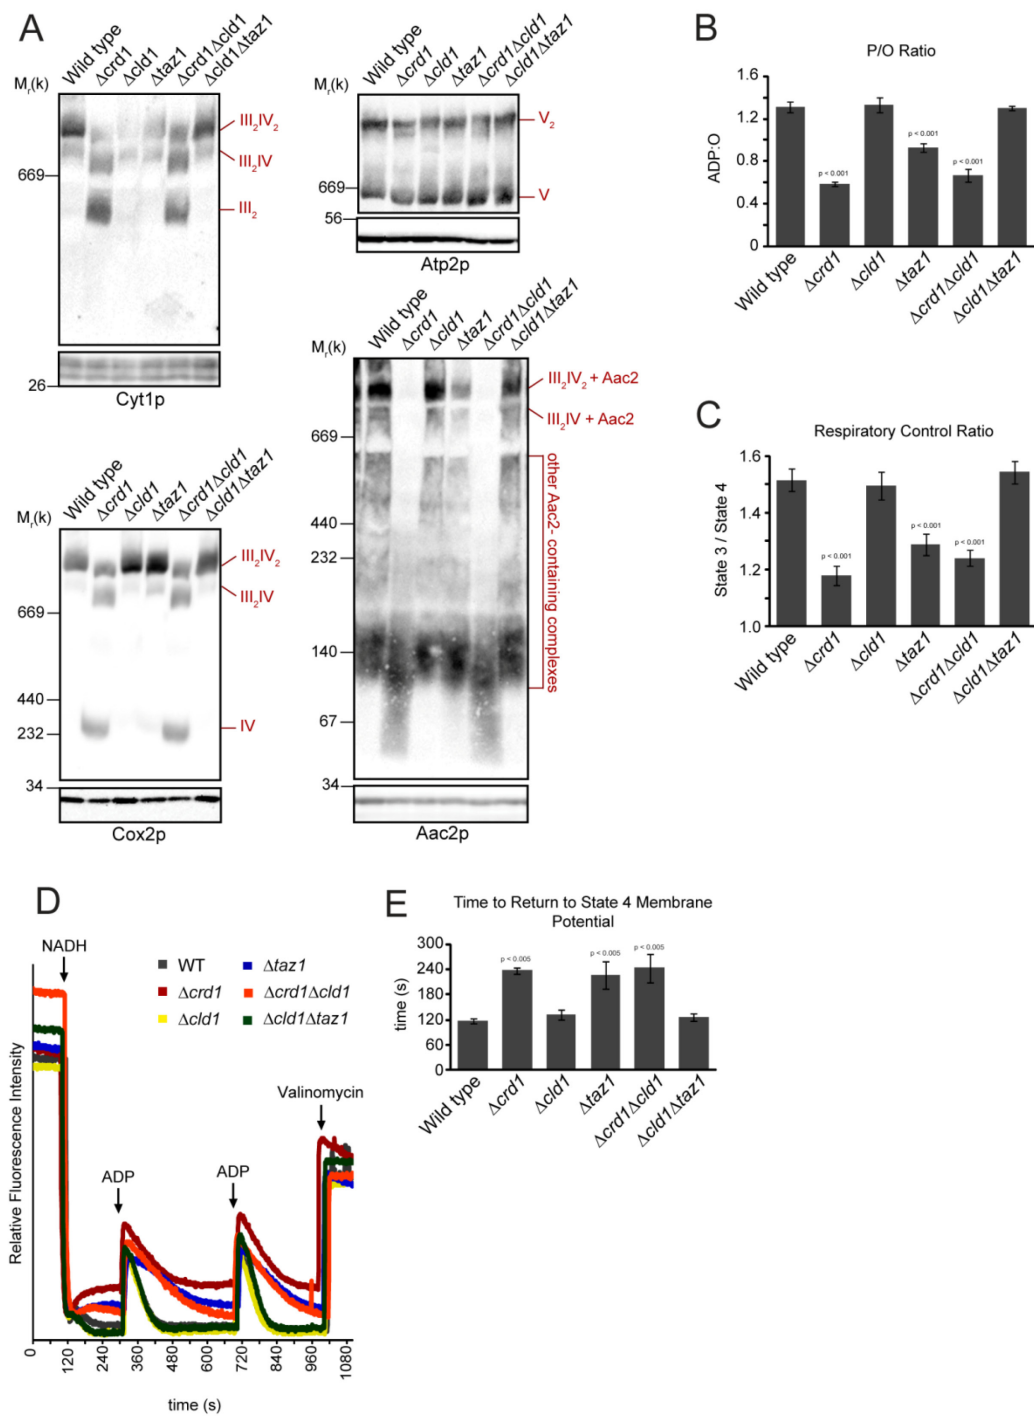 A
Wild type
Δcrd1
Δcld1
Δtaz1
Δcrd1Δcld1
Δcld1Δtaz1
Mr(k)
III2IV2
III2IV
669
III2
26
Cyt1p
Wild type
Δcrd1
Δcld1
Δtaz1
Δcrd1Δcld1
Δcld1Δtaz1
Mr(k)
V2
669
V
56
Atp2p
Wild type
Δcrd1
Δcld1
Δtaz1
Δcrd1Δcld1
Δcld1Δtaz1
Mr(k)
III2IV2
III2IV
669
440
232
IV
34
Cox2p
Wild type
Δcrd1
Δcld1
Δtaz1
Δcrd1Δcld1
Δcld1Δtaz1
Mr(k)
III2IV2 + Aac2
III2IV + Aac2
669
other Aac2- containing complexes
440
232
140
67
34
Aac2p
B
P/O Ratio
ADP:O
1.6
1.2
0.8
0.4
0
p < 0.001
p < 0.001
p < 0.001
Wild type
Δcrd1
Δcld1
Δtaz1
Δcrd1Δcld1
Δcld1Δtaz1
C
Respiratory Control Ratio
State 3 / State 4
1.6
1.4
1.2
1.0
p < 0.001
p < 0.001
p < 0.001
Wild type
Δcrd1
Δcld1
Δtaz1
Δcrd1Δcld1
Δcld1Δtaz1
D
NADH
WT
Δcrd1
Δcld1
Δtaz1
Δcrd1Δcld1
Δcld1Δtaz1
Valinomycin
ADP
ADP
Relative Fluorescence Intensity
0 120 240 360 480 600 720 840 960 1080
time (s)
E
Time to Return to State 4 Membrane
Potential
time (s)
300
240
180
120
60
0
p < 0.005
p < 0.005
p < 0.005
Wild type
Δcrd1
Δcld1
Δtaz1
Δcrd1Δcld1
Δcld1Δtaz1